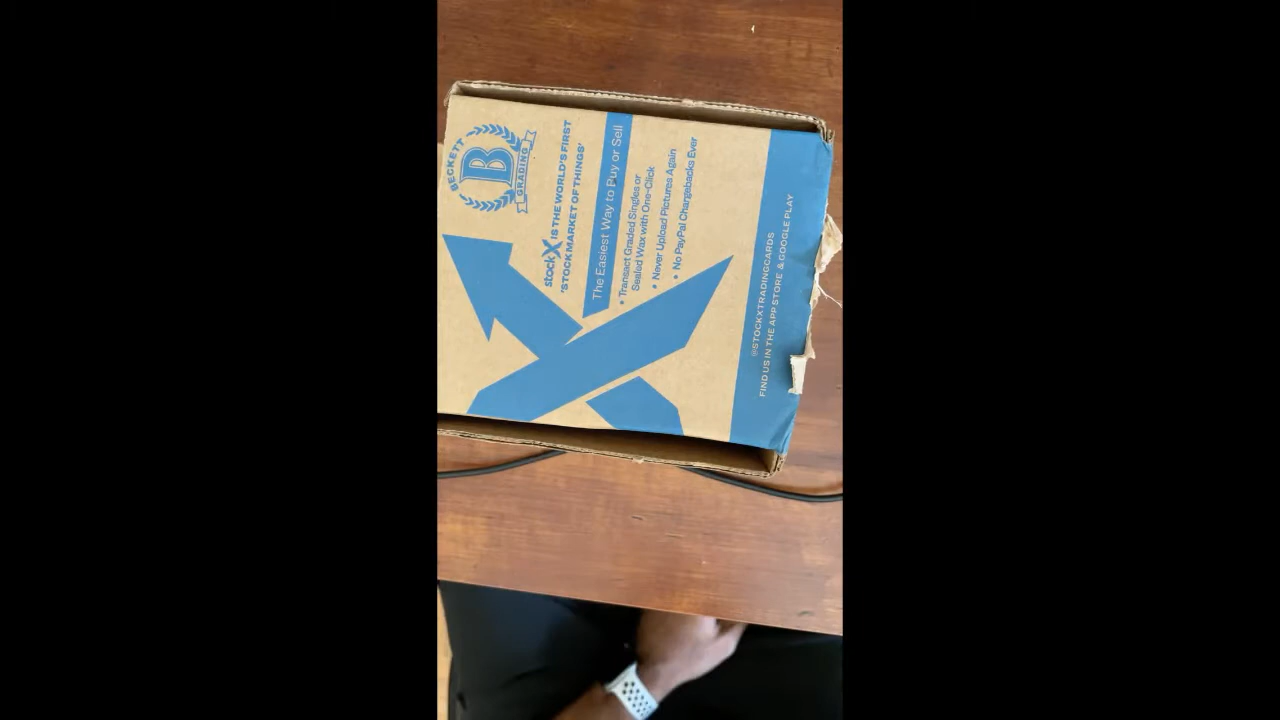 BECKETT
B
GRADING
stockX IS THE WORLD'S FIRST
'STOCK MARKET OF THINGS'
The Easiest Way to Buy or Sell
• Transact Graded Singles or
Sealed Wax with One-Click
• Never Upload Pictures Again
• No PayPal Chargebacks Ever
@STOCKXTRADINGCARDS
FIND US IN THE APP STORE & GOOGLE PLAY